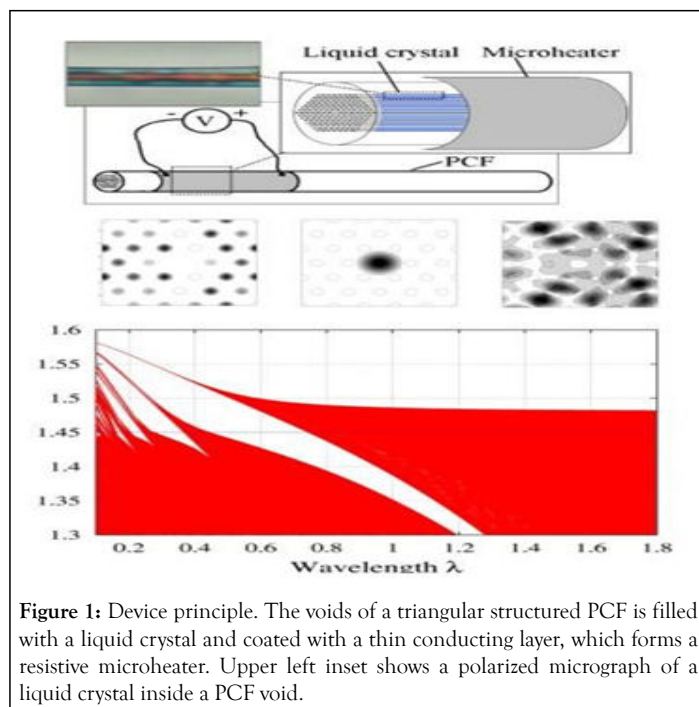 Liquid crystal Microheater
- V +
PCF
1.6
1.55
1.5
1.45
1.4
1.35
1.3
0.2 0.4 0.6 0.8 1 1.2 1.4 1.6 1.8
Wavelength λ
Figure 1: Device principle. The voids of a triangular structured PCF is filled
with a liquid crystal and coated with a thin conducting layer, which forms a
resistive microheater. Upper left inset shows a polarized micrograph of a
liquid crystal inside a PCF void.